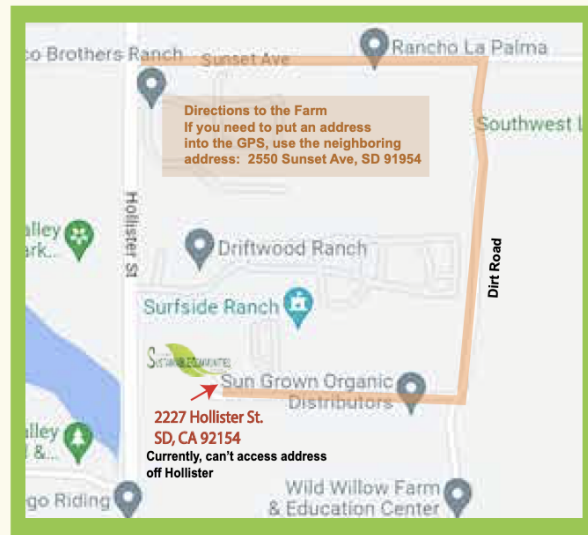 co Brothers Ranch
Sunset Ave
Rancho La Palma
Directions to the Farm
If you need to put an address
into the GPS, use the neighboring
address: 2550 Sunset Ave, SD 91954
Southwest L
Hollister St
alley
ark...
Driftwood Ranch
Dirt Road
Surfside Ranch
Sun Grown Organic
Distributors
2227 Hollister St.
SD, CA 92154
Currently, can't access address
off Hollister
alley
l &...
go Riding
Wild Willow Farm
& Education Center